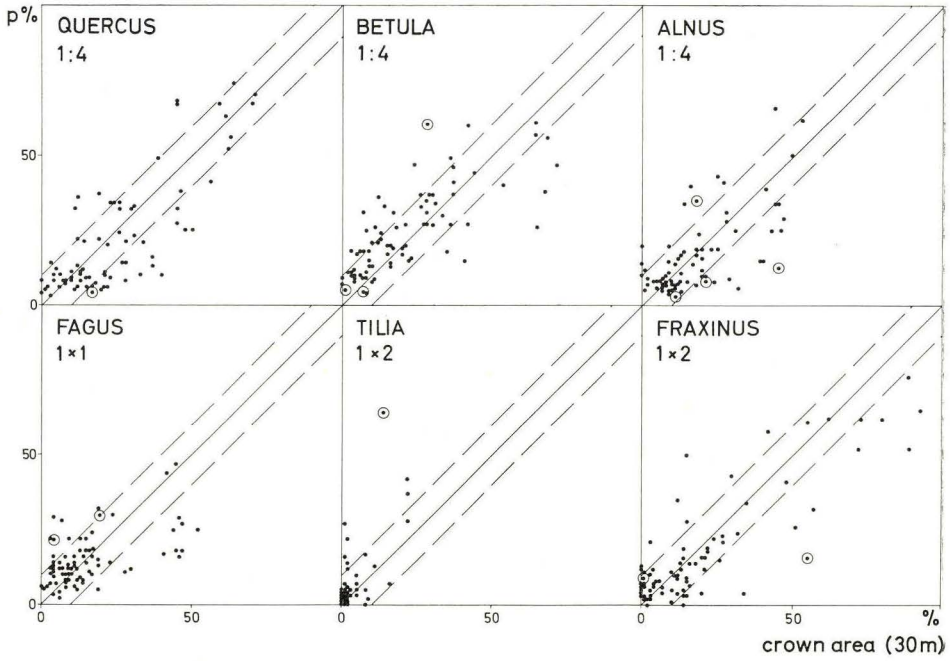 p%
QUERCUS
1:4
BETULA
1:4
ALNUS
1:4
50
0
FAGUS
1×1
TILIA
1×2
FRAXINUS
1×2
50
0
0
50
0
50
0
50
%
crown area (30m)